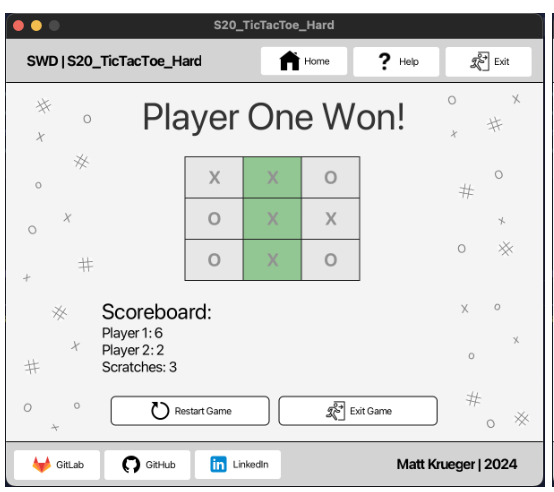 S20_TicTacToe_Hard
SWD | S20_TicTacToe_Hard
Home
? Help
Exit
Player One Won!
X X O
O X X
O X O
Scoreboard:
Player 1: 6
Player 2: 2
Scratches: 3
Restart Game
Exit Game
GitLab
GitHub
in LinkedIn
Matt Krueger | 2024